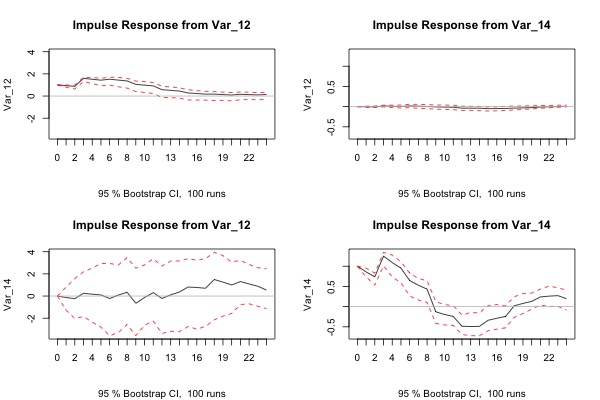 Impulse Response from Var_12
Impulse Response from Var_14
Var_12
4
2
0
-2
0 2 4 6 8 10 13 16 19 22
95 % Bootstrap CI, 100 runs
Var_12
0.5
-0.5
0 2 4 6 8 10 13 16 19 22
95 % Bootstrap CI, 100 runs
Impulse Response from Var_12
Impulse Response from Var_14
Var_14
4
2
0
-2
0 2 4 6 8 10 13 16 19 22
95 % Bootstrap CI, 100 runs
Var_14
0.5
-0.5
0 2 4 6 8 10 13 16 19 22
95 % Bootstrap CI, 100 runs